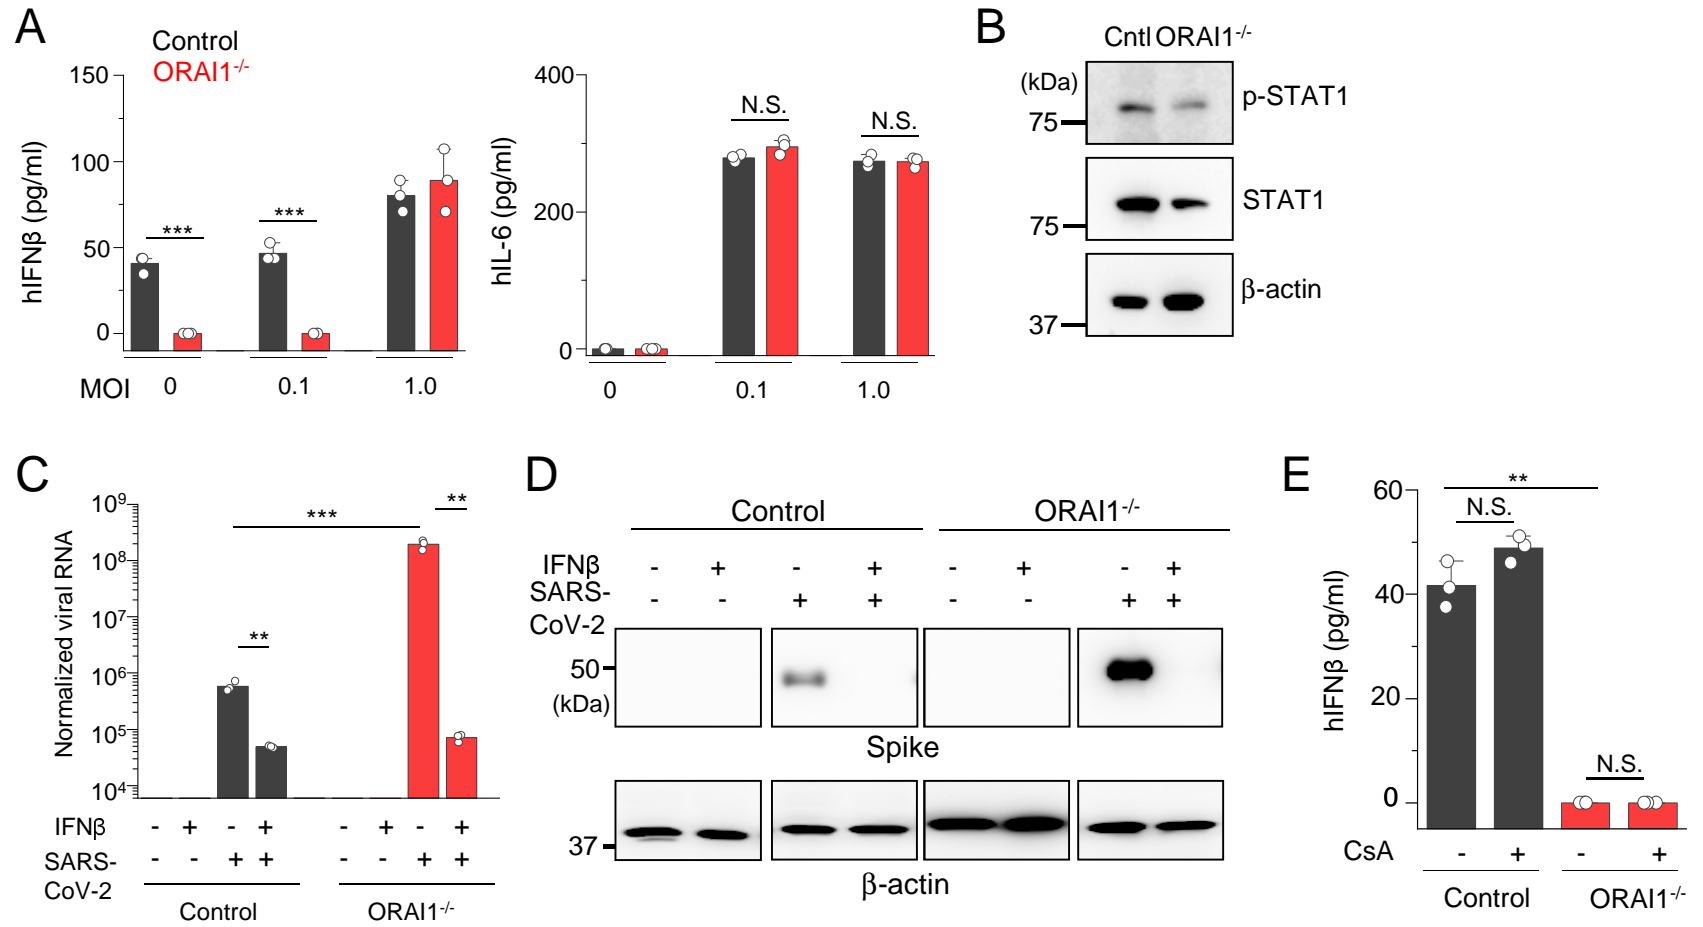 A
Control
ORAI1-/-
hIFNβ (pg/ml)
150
100
50
0
***
***
MOI
0
0.1
1.0
hIL-6 (pg/ml)
400
200
0
N.S.
N.S.
0
0.1
1.0
B
Cntl ORAI1-/-
(kDa)
75
p-STAT1
75
STAT1
37
β-actin
C
Normalized viral RNA
10⁹
10⁸
10⁷
10⁶
10⁵
10⁴
**
***
**
IFNβ - + - + - + - +
SARS-CoV-2 - - + + - - + +
Control
ORAI1-/-
D
Control
ORAI1-/-
IFNβ - + - + - + - +
SARS- - - + + - - + +
CoV-2
50
(kDa)
Spike
37
β-actin
E
hIFNβ (pg/ml)
60
40
20
0
**
N.S.
N.S.
CsA - + - +
Control
ORAI1-/-